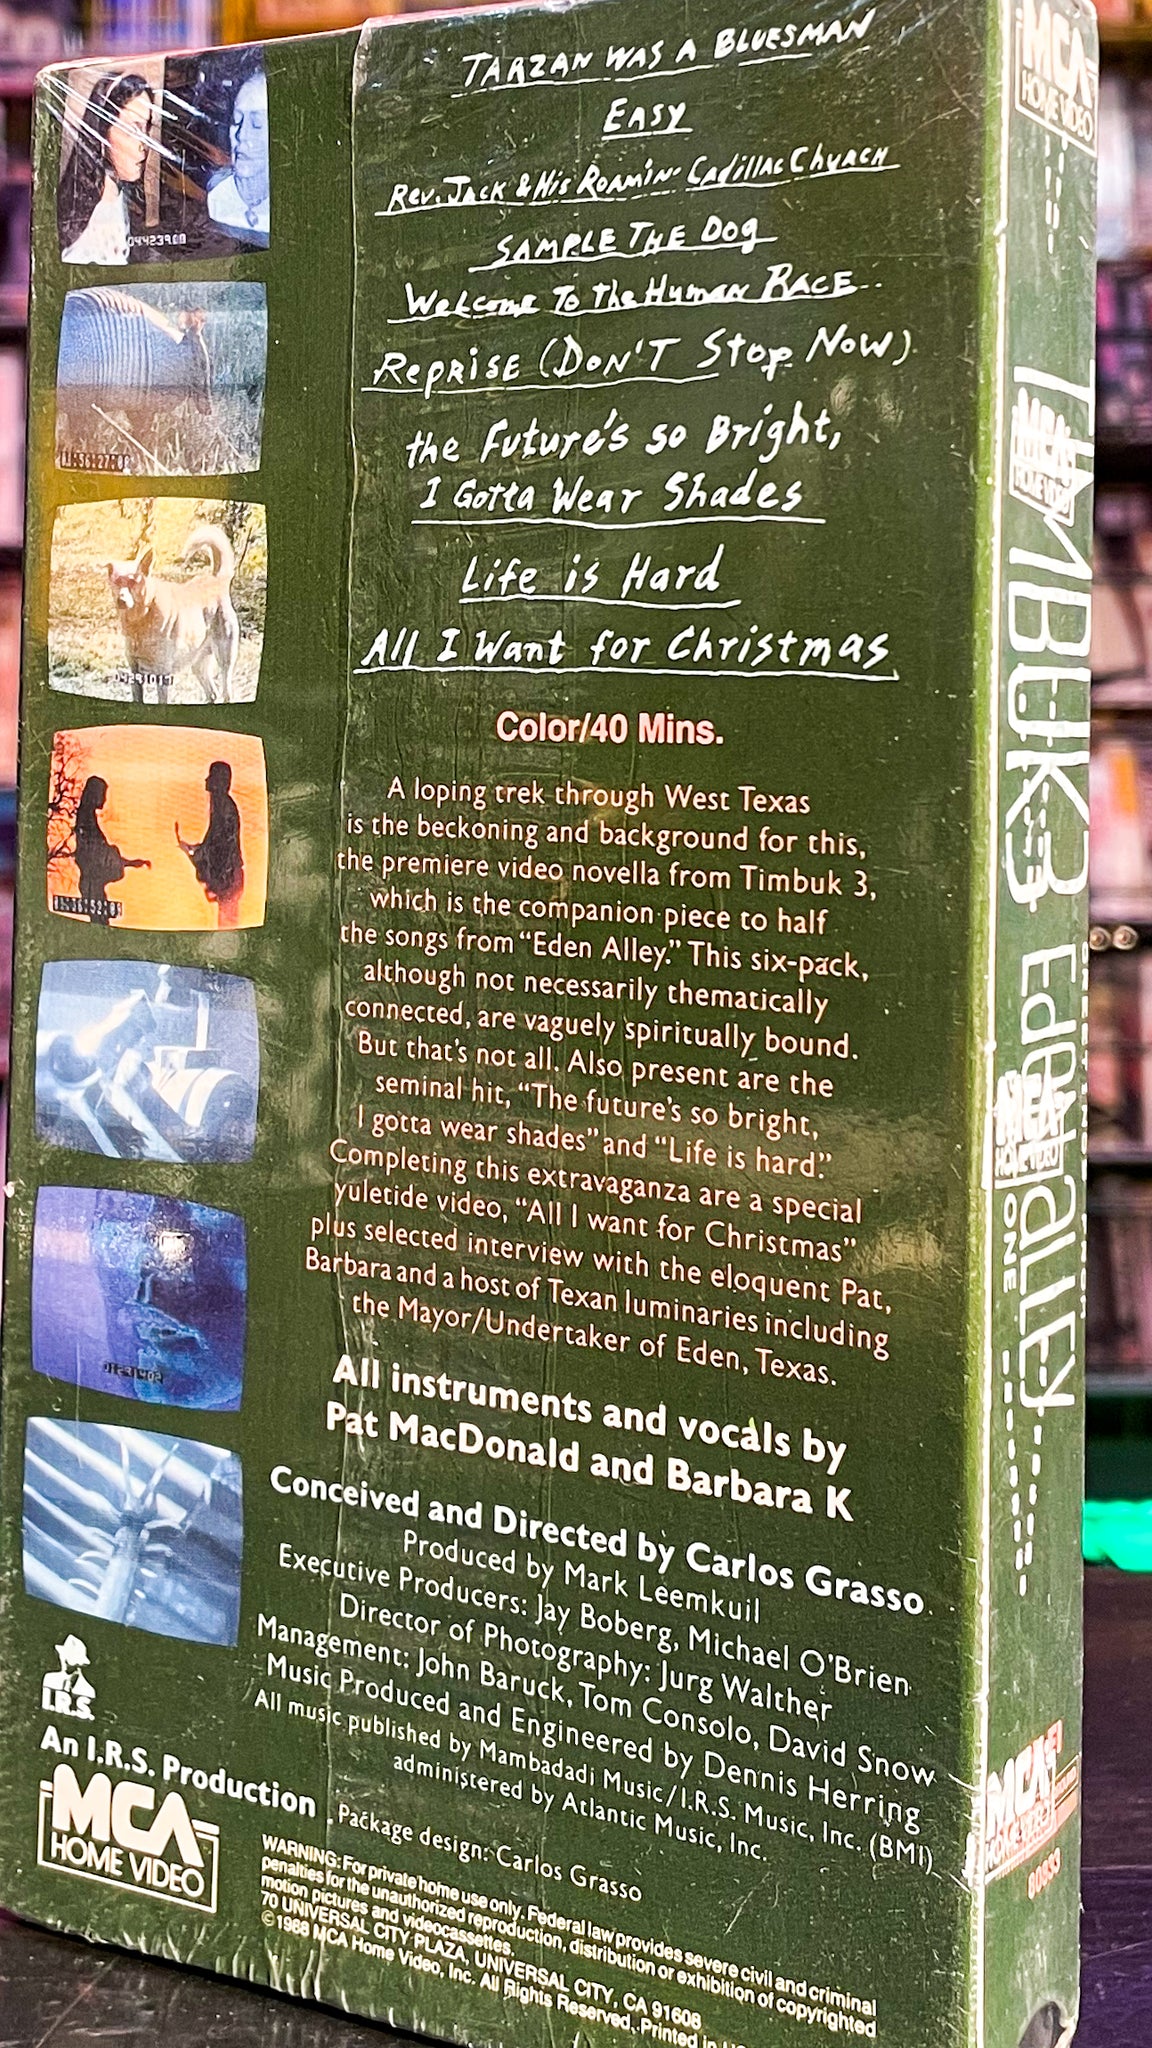 TARZAN WAS A BLUESMAN
EASY
Rev. Jack & His Roamin' Cadillac Church
SAMPLE THE DOG
Welcome To The Human RACE
REPRISE (DON'T Stop Now)
the Future's so Bright,
I Gotta Wear Shades
Life is Hard
All I Want for Christmas
Color/40 Mins.
A loping trek through West Texas
is the beckoning and background for this,
the premiere video novella from Timbuk 3,
which is the companion piece to half
the songs from "Eden Alley." This six-pack,
although not necessarily thematically
connected, are vaguely spiritually bound.
But that's not all. Also present are the
seminal hit, "The future's so bright,
I gotta wear shades" and "Life is hard."
Completing this extravaganza are a special
yuletide video, "All I want for Christmas"
plus selected interview with the eloquent Pat,
Barbara and a host of Texan luminaries including
the Mayor/Undertaker of Eden, Texas.
All instruments and vocals by
Pat MacDonald and Barbara K
Conceived and Directed by Carlos Grasso
Produced by Mark Leemkuil
Executive Producers: Jay Boberg, Michael O'Brien
Director of Photography: Jurg Walther
Management: John Baruck, Tom Consolo, David Snow
Music Produced and Engineered by Dennis Herring
All music published by Mambadadi Music/I.R.S. Music, Inc. (BMI)
administered by Atlantic Music, Inc.
Package design: Carlos Grasso
I.R.S.
An I.R.S. Production
MCA
HOME VIDEO
WARNING: For private home use only. Federal law provides severe civil and criminal
penalties for the unauthorized reproduction, distribution or exhibition of copyrighted
motion pictures and videocassettes.
70 UNIVERSAL CITY PLAZA, UNIVERSAL CITY, CA 91608
© 1988 MCA Home Video, Inc. All Rights Reserved. Printed in
MCA
HOME VIDEO
TIMBUK3
Eden Alley
ONE
MCA
HOME VIDEO
80853